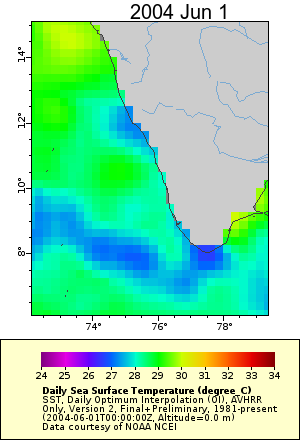 2004 Jun 1
14°
12°
10°
8°
74°
76°
78°
24 25 26 27 28 29 30 31 32 33 34
Daily Sea Surface Temperature (degree_C)
SST, Daily Optimum Interpolation (OI), AVHRR
Only, Version 2, Final+Preliminary, 1981-present
(2004-06-01T00:00:00Z, Altitude=0.0 m)
Data courtesy of NOAA NCEI